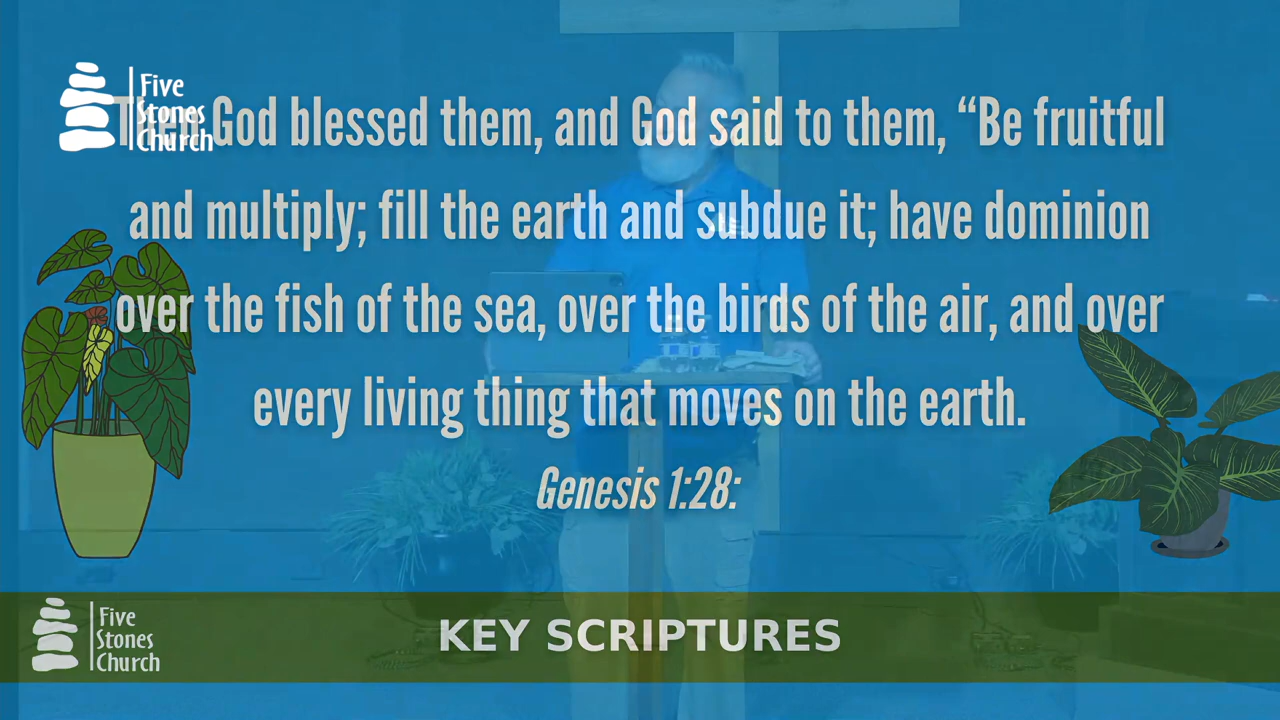 Five
Stones
Church
Then God blessed them, and God said to them, “Be fruitful
and multiply; fill the earth and subdue it; have dominion
over the fish of the sea, over the birds of the air, and over
every living thing that moves on the earth.
Genesis 1:28:
Five
Stones
Church
KEY SCRIPTURES